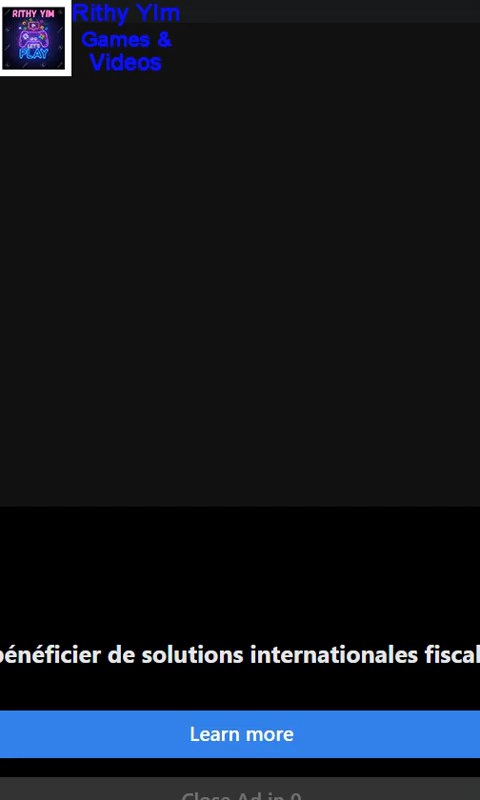 RITHY YIM
LET'S
PLAY
Rithy YIm
Games &
Videos
bénéficier de solutions internationales fiscal
Learn more
Close Ad in 0